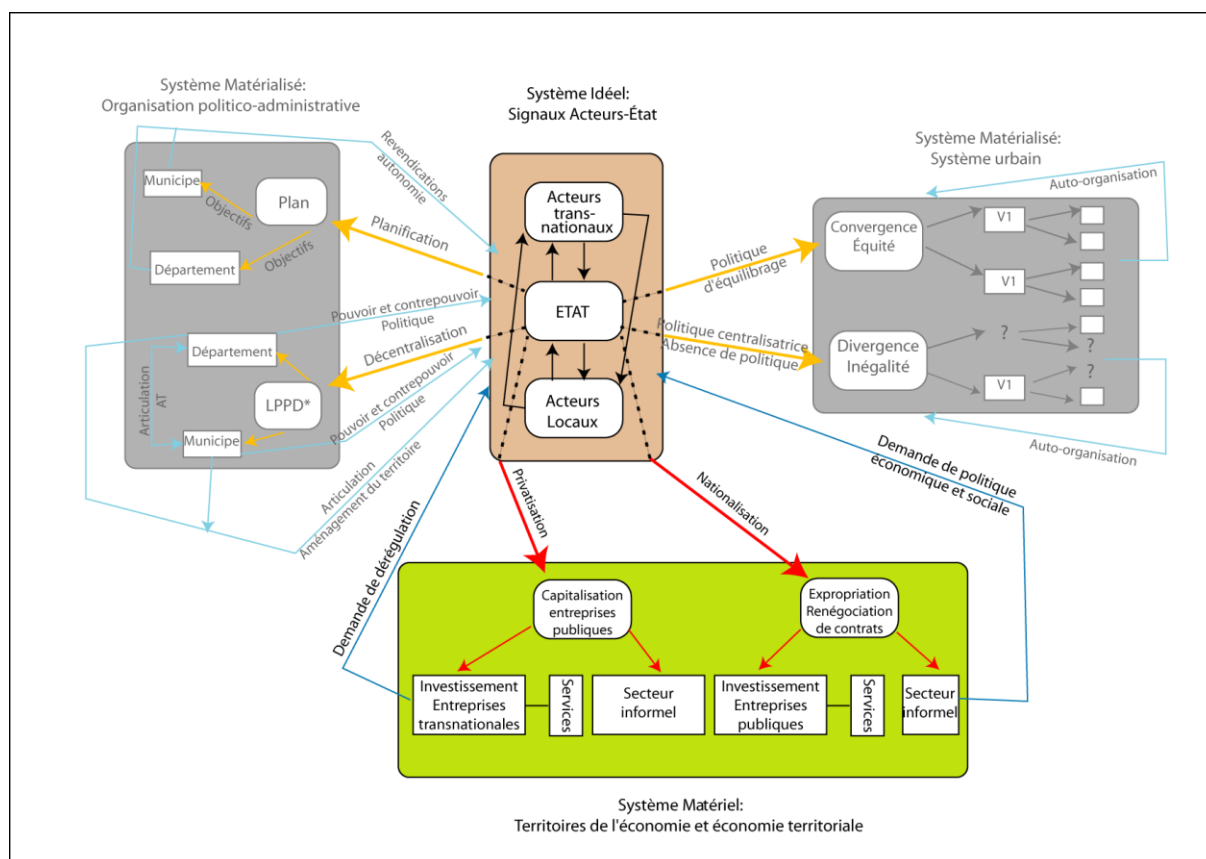 Système Matérialisé:
Organisation politico-administrative
Municipe
Objectifs
Plan
Objectifs
Département
Département
Articulation
AT
LPPD*
Municipe
Revendications
autonomie
Planification
Pouvoir et contrepouvoir
Politique
Décentralisation
Pouvoir et contrepouvoir
Politique
Articulation
Aménagement du territoire
Demande de dérégulation
Système Idéel:
Signaux Acteurs-État
Acteurs
trans-
nationaux
ETAT
Acteurs
Locaux
Politique
d'équilibrage
Politique centralisatrice
Absence de politique
Système Matérialisé:
Système urbain
Auto-organisation
Convergence
Équité
V1
V1
Divergence
Inégalité
?
?
?
V1
Auto-organisation
Demande de politique
économique et sociale
Privatisation
Nationalisation
Capitalisation
entreprises
publiques
Expropriation
Renégociation
de contrats
Investissement
Entreprises
transnationales
Services
Secteur
informel
Investissement
Entreprises
publiques
Services
Secteur
informel
Système Matériel:
Territoires de l'économie et économie territoriale